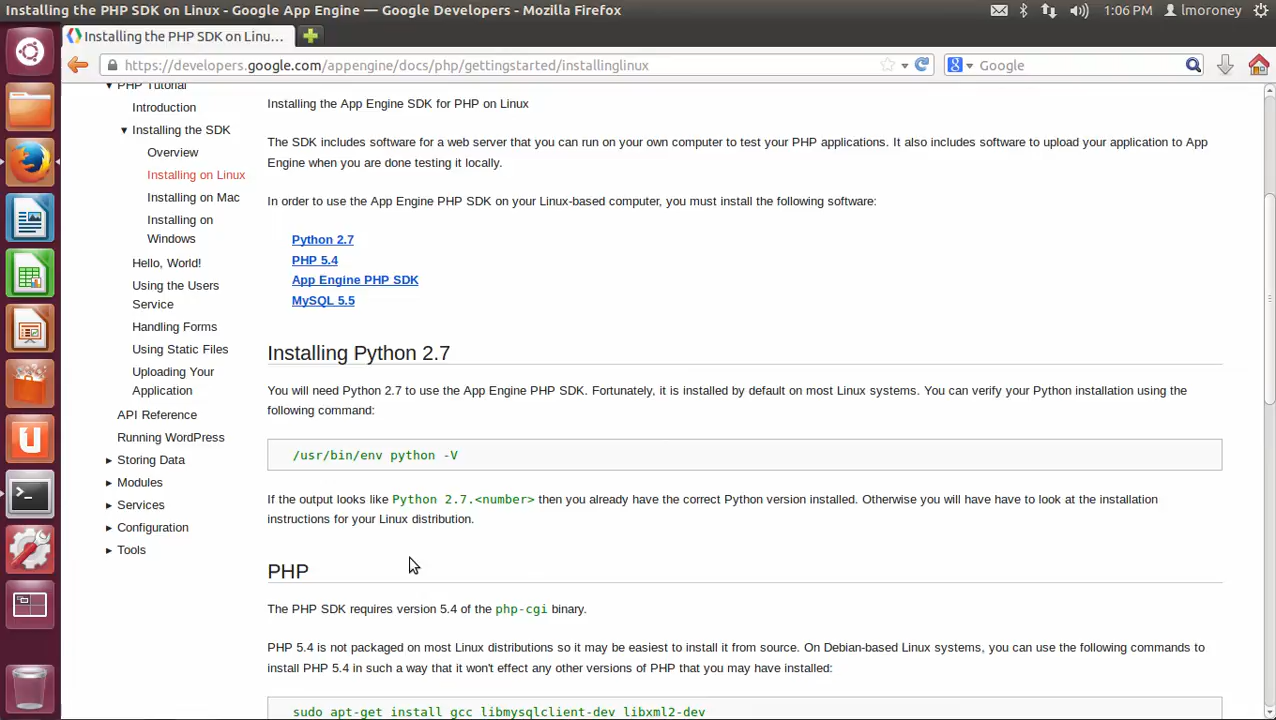 Installing the PHP SDK on Linux - Google App Engine — Google Developers - Mozilla Firefox
1:06 PM
lmoroney
Installing the PHP SDK on Linu...
https://developers.google.com/appengine/docs/php/gettingstarted/installinglinux
Google
PHP Tutorial
Introduction
Installing the SDK
Overview
Installing on Linux
Installing on Mac
Installing on
Windows
Hello, World!
Using the Users
Service
Handling Forms
Using Static Files
Uploading Your
Application
API Reference
Running WordPress
Storing Data
Modules
Services
Configuration
Tools
Installing the App Engine SDK for PHP on Linux
The SDK includes software for a web server that you can run on your own computer to test your PHP applications. It also includes software to upload your application to App
Engine when you are done testing it locally.
In order to use the App Engine PHP SDK on your Linux-based computer, you must install the following software:
Python 2.7
PHP 5.4
App Engine PHP SDK
MySQL 5.5
Installing Python 2.7
You will need Python 2.7 to use the App Engine PHP SDK. Fortunately, it is installed by default on most Linux systems. You can verify your Python installation using the
following command:
/usr/bin/env python -V
If the output looks like Python 2.7.<number> then you already have the correct Python version installed. Otherwise you will have have to look at the installation
instructions for your Linux distribution.
PHP
The PHP SDK requires version 5.4 of the php-cgi binary.
PHP 5.4 is not packaged on most Linux distributions so it may be easiest to install it from source. On Debian-based Linux systems, you can use the following commands to
install PHP 5.4 in such a way that it won't effect any other versions of PHP that you may have installed:
sudo apt-get install gcc libmysqlclient-dev libxml2-dev